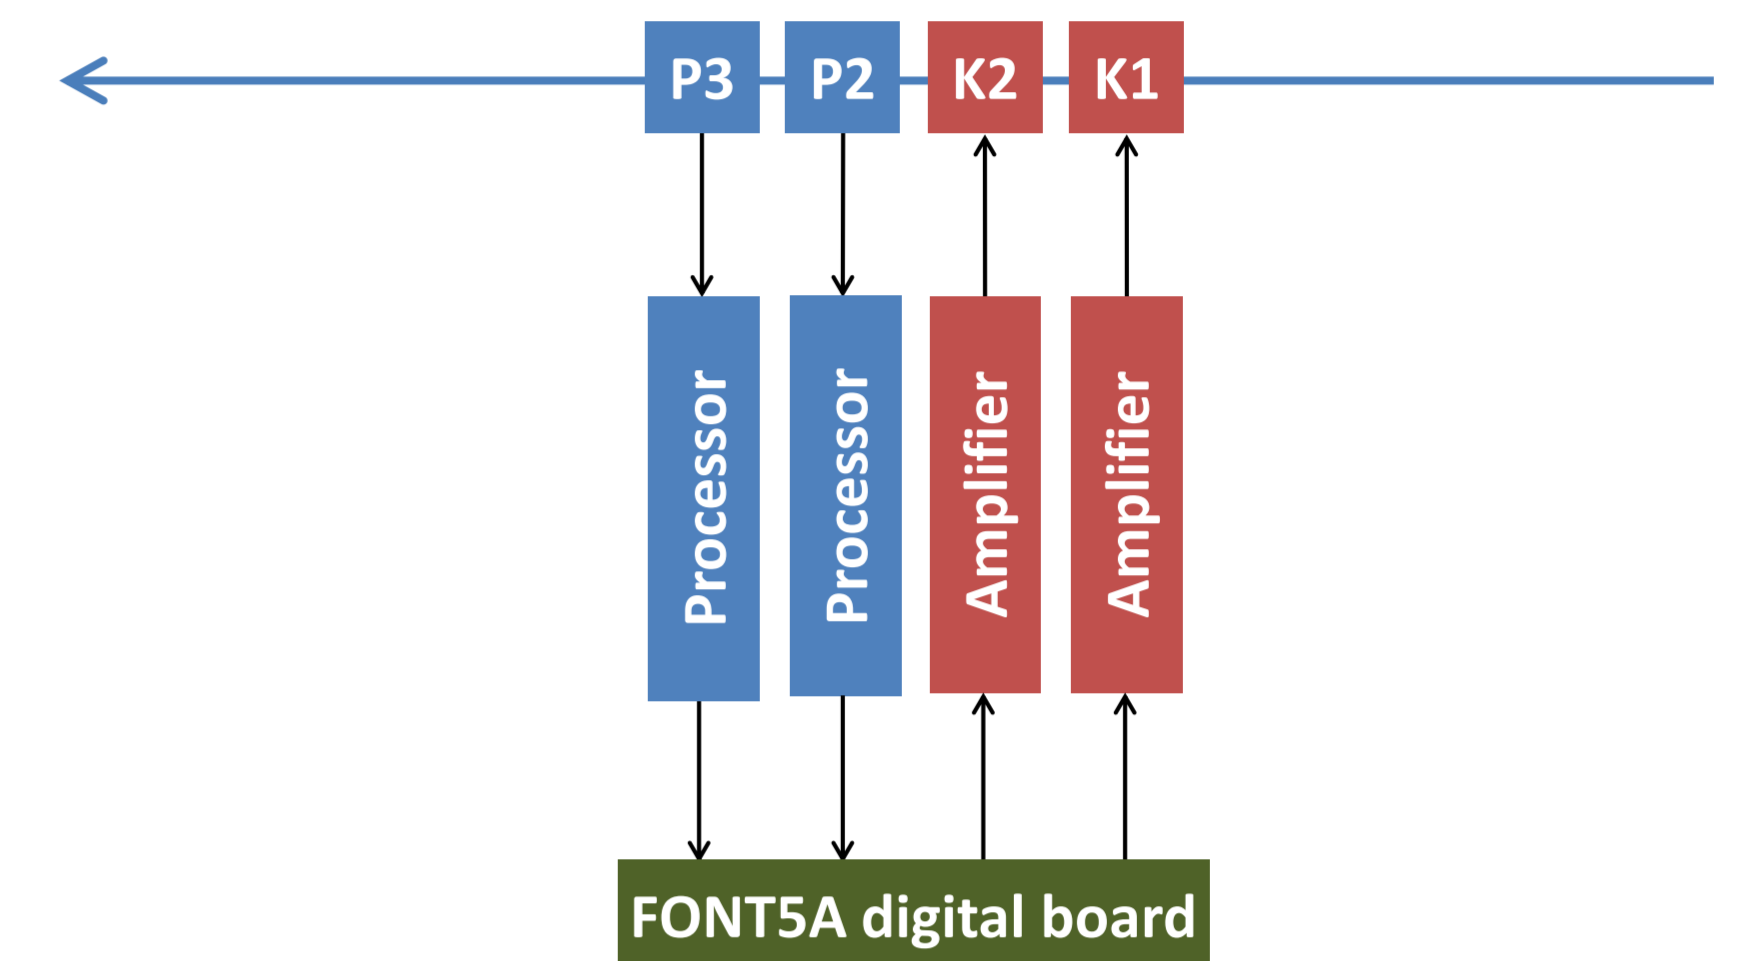 P3 P2 K2 K1
Processor
Processor
Amplifier
Amplifier
FONT5A digital board